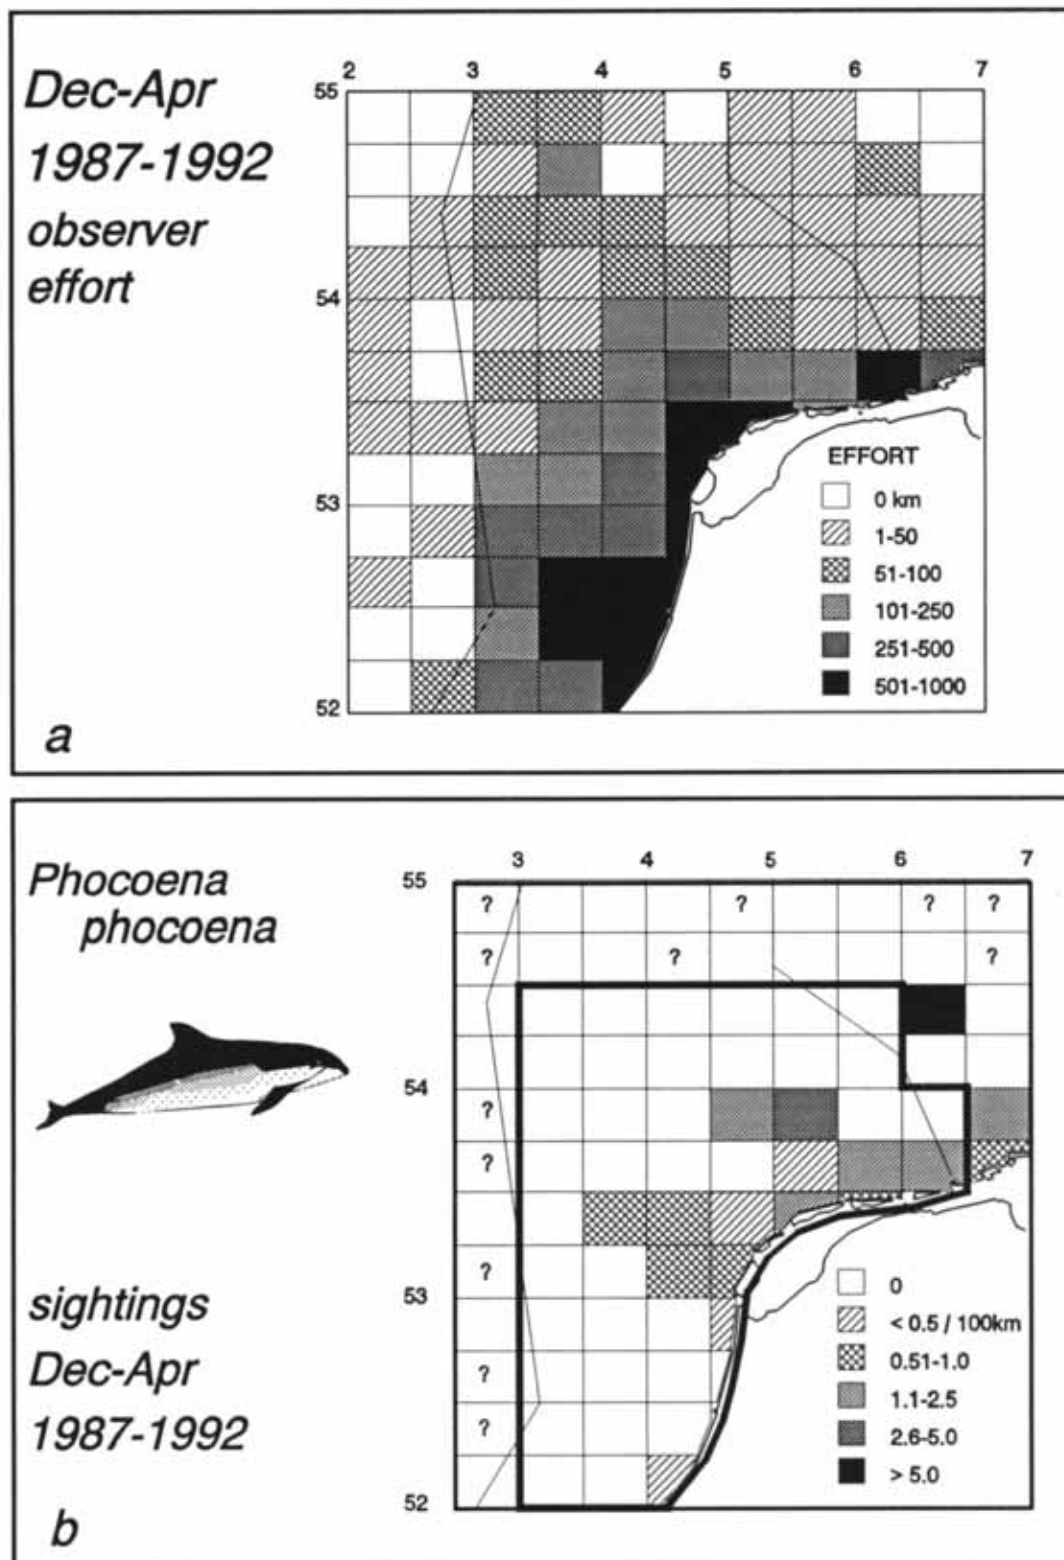 Dec-Apr
1987-1992
observer
effort
2 3 4 5 6 7
55
54
53
52
EFFORT
0 km
1-50
51-100
101-250
251-500
501-1000
a
Phocoena
phocoena
3 4 5 6 7
55
? ? ? ?
? ? ?
54
?
?
?
53
?
?
52
sightings
Dec-Apr
1987-1992
0
< 0.5 / 100km
0.51-1.0
1.1-2.5
2.6-5.0
> 5.0
b